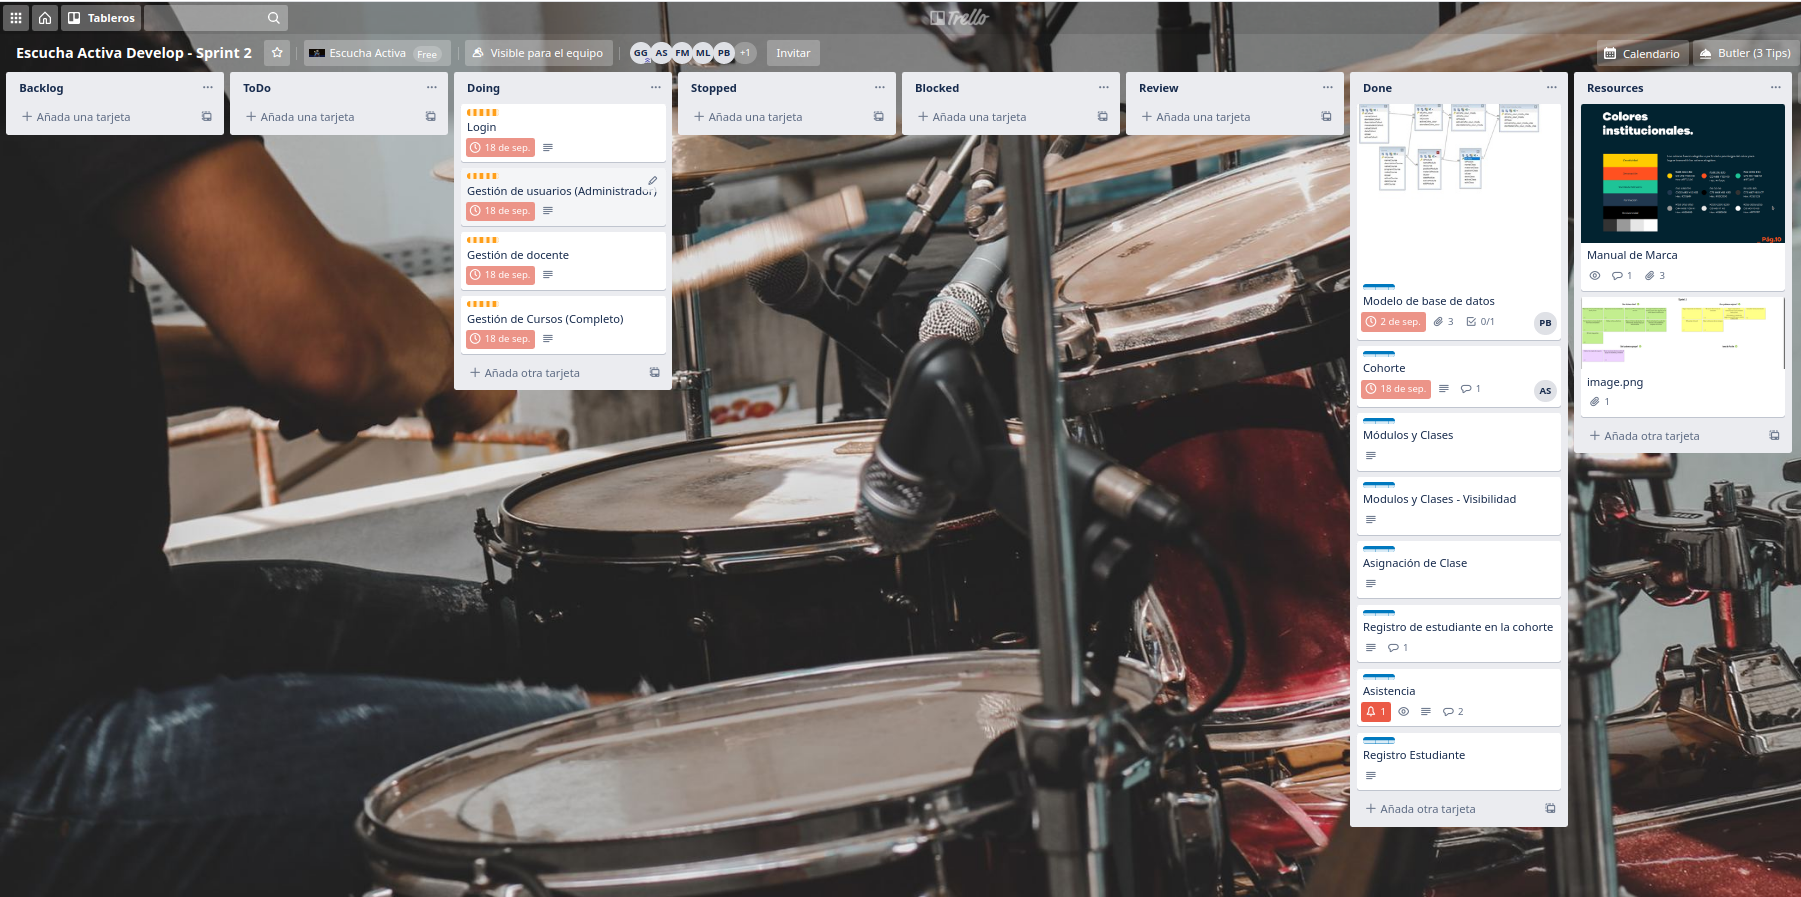 Tableros
Trello
Escucha Activa Develop - Sprint 2
Escucha Activa Free
Visible para el equipo
GG AS FM ML PB +1
Invitar
Calendario
Butler (3 Tips)
Backlog
Añada una tarjeta
ToDo
Añada una tarjeta
Doing
Login
18 de sep.
Gestión de usuarios (Administrador)
18 de sep.
Gestión de docente
18 de sep.
Gestión de Cursos (Completo)
18 de sep.
Añada otra tarjeta
Stopped
Añada una tarjeta
Blocked
Añada una tarjeta
Review
Añada una tarjeta
Done
Modelo de base de datos
2 de sep. 3 0/1 PB
Cohorte
18 de sep. 1 AS
Módulos y Clases
Modulos y Clases - Visibilidad
Asignación de Clase
Registro de estudiante en la cohorte
1
Asistencia
1 2
Registro Estudiante
Añada otra tarjeta
Resources
Colores
institucionales.
Pág.10
Manual de Marca
1 3
image.png
1
Añada otra tarjeta